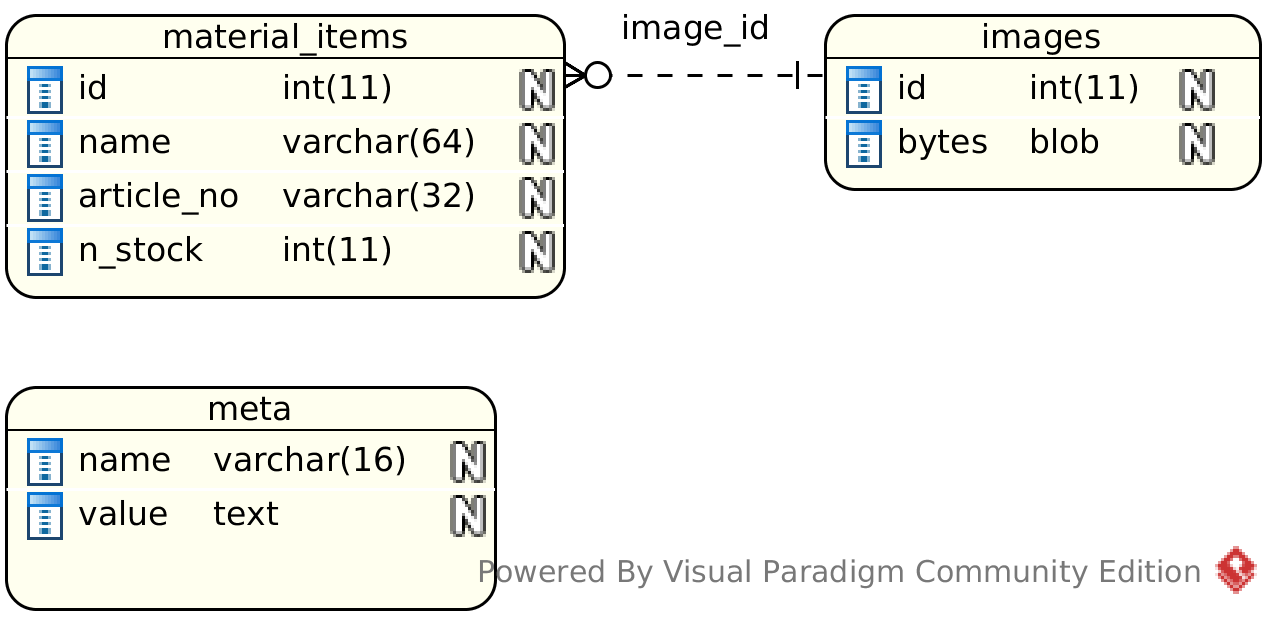 material_items
id int(11) N
name varchar(64) N
article_no varchar(32) N
n_stock int(11) N
image_id
images
id int(11) N
bytes blob N
meta
name varchar(16) N
value text N
Powered By Visual Paradigm Community Edition